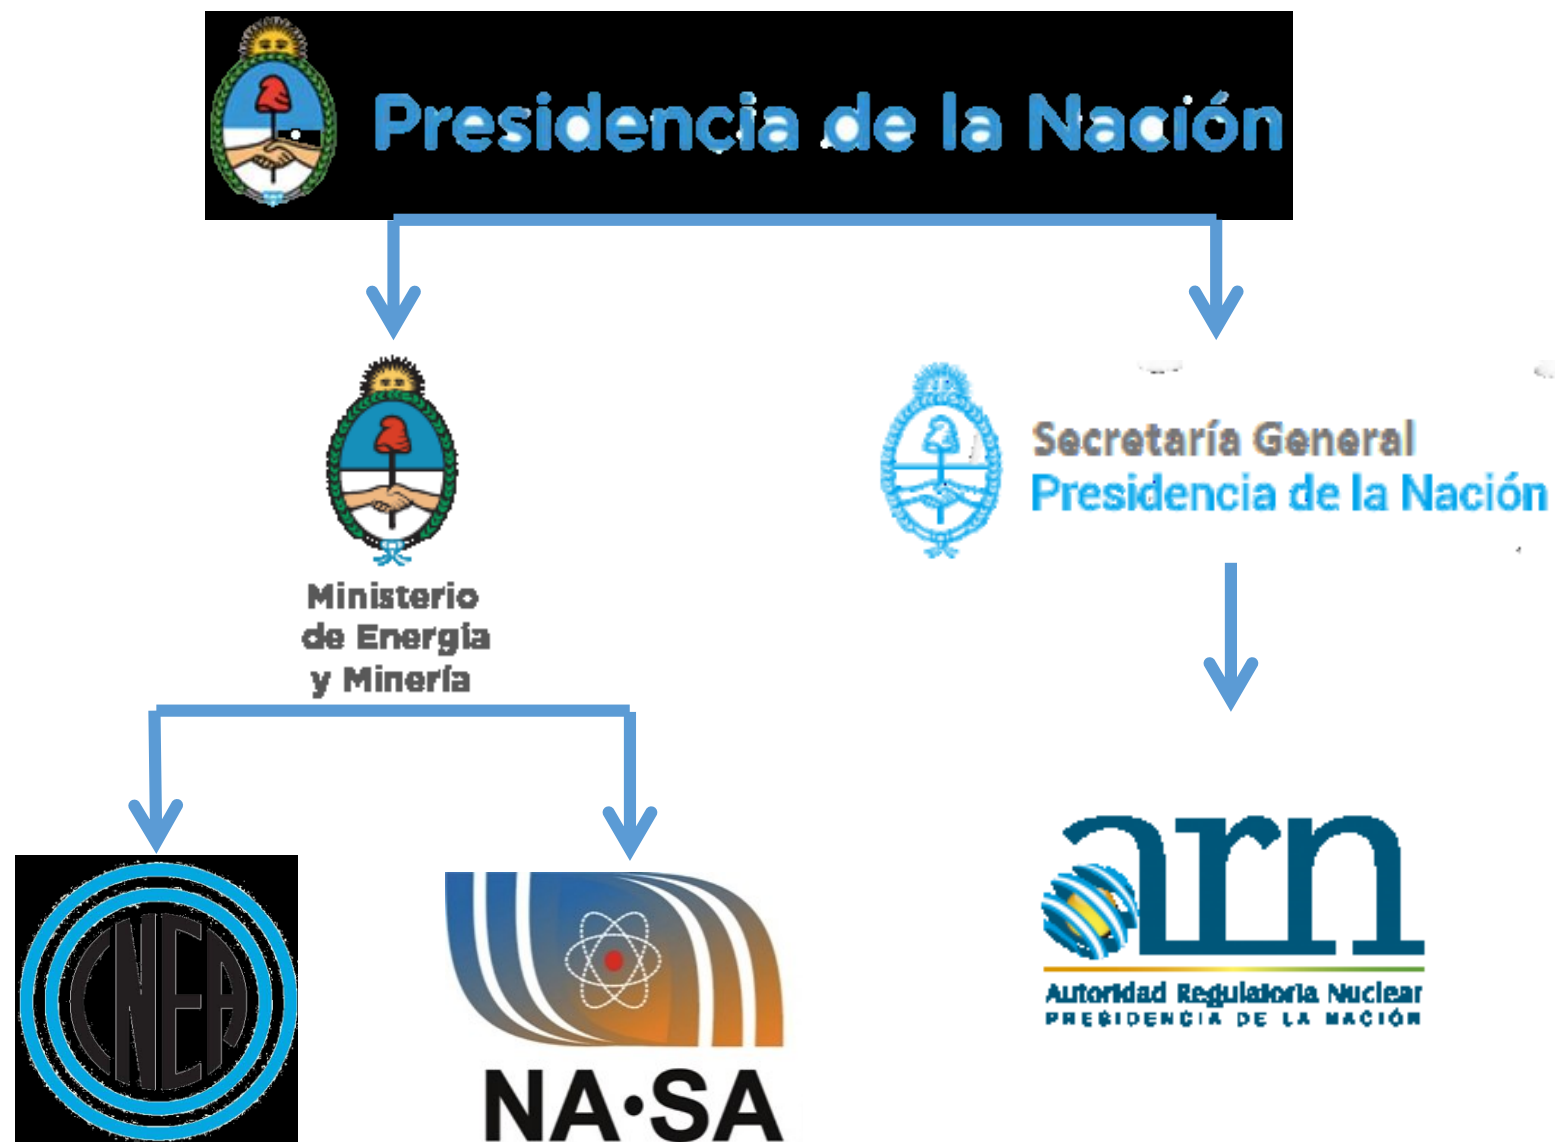 Presidencia de la Nación
Ministerio
de Energía
y Minería
Secretaría General
Presidencia de la Nación
CNEA
NA·SA
arn
Autoridad Regulatoria Nuclear
PRESIDENCIA DE LA NACIÓN